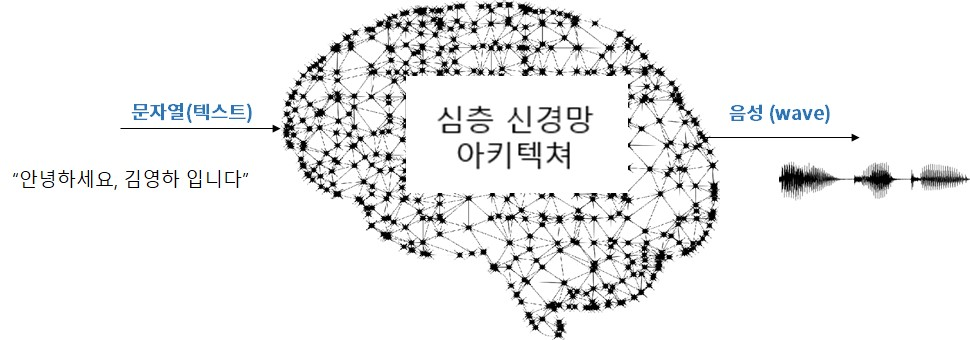 문자열(텍스트)
“안녕하세요, 김영하 입니다”
심층 신경망
아키텍쳐
음성 (wave)